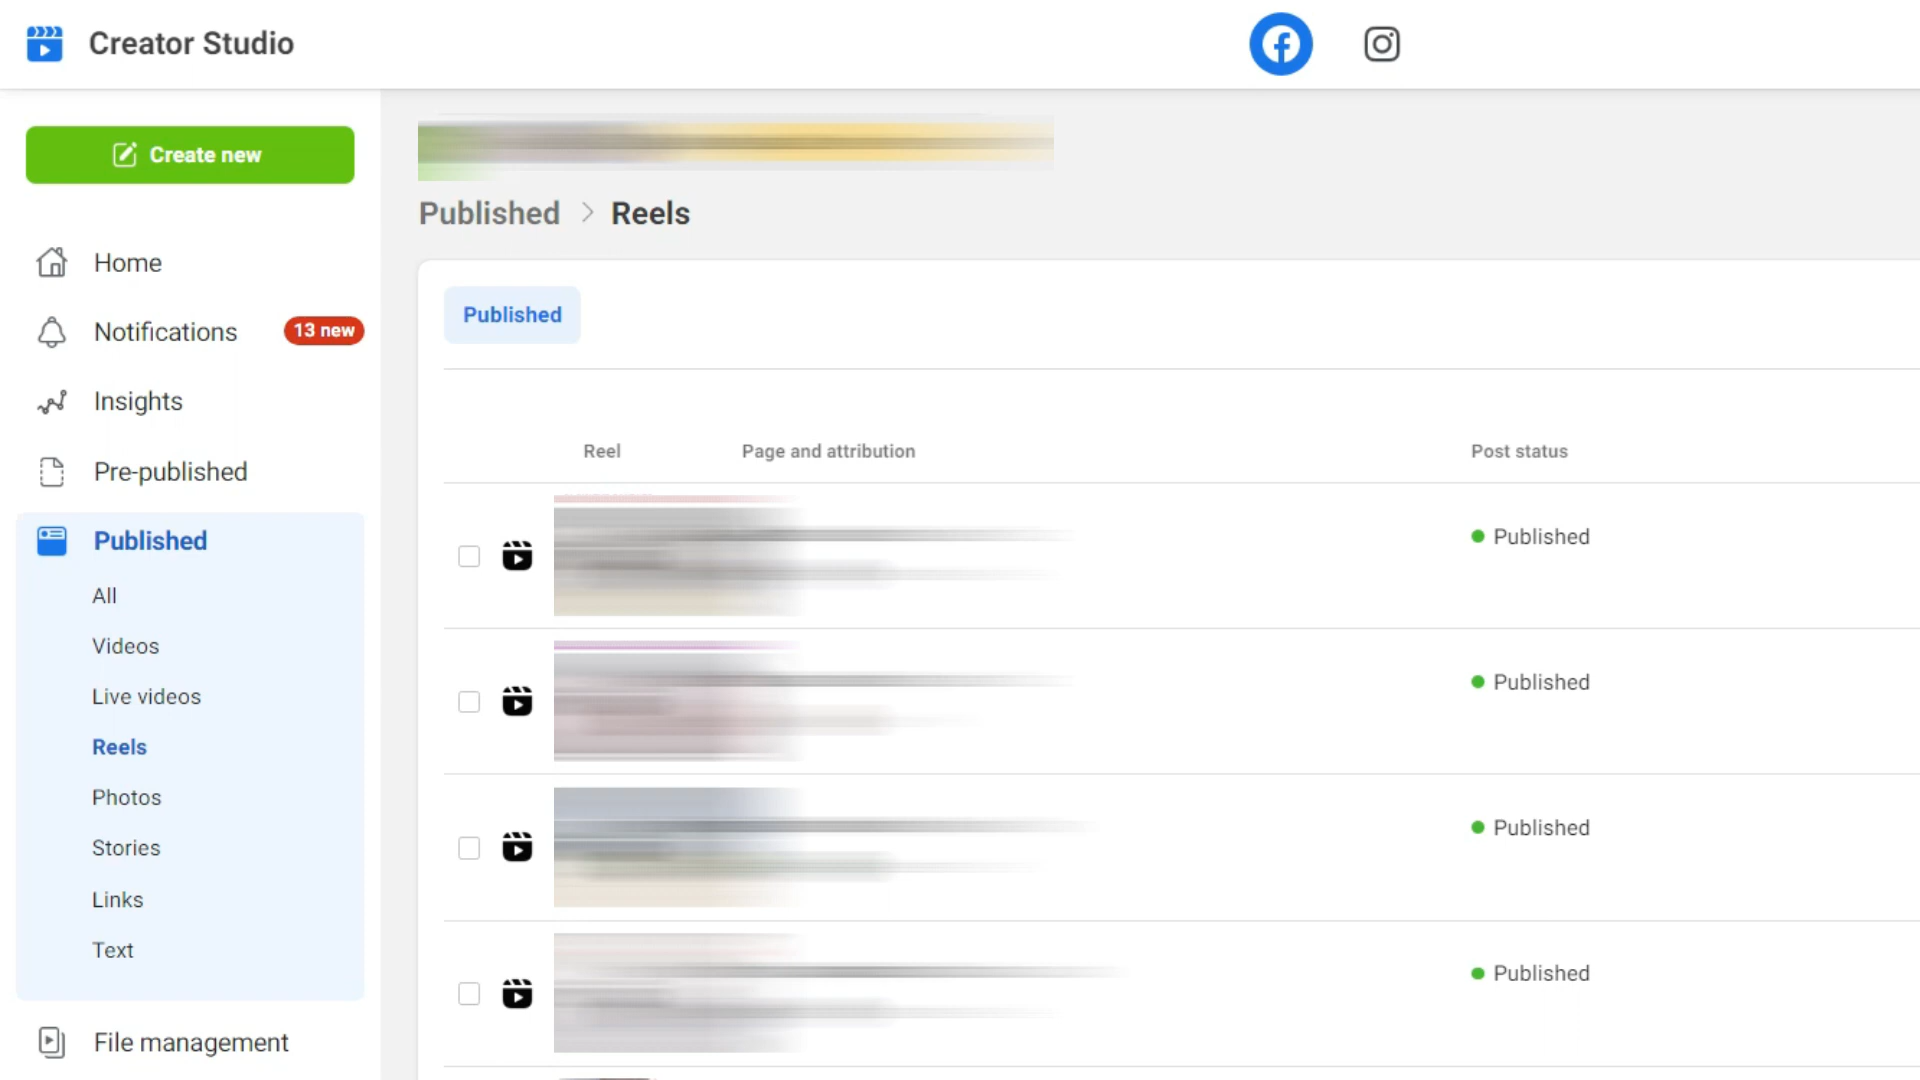 Creator Studio
Create new
Home
Notifications
13 new
Insights
Pre-published
Published
All
Videos
Live videos
Reels
Photos
Stories
Links
Text
File management
Published > Reels
Published
Reel Page and attribution Post status
Published
Published
Published
Published